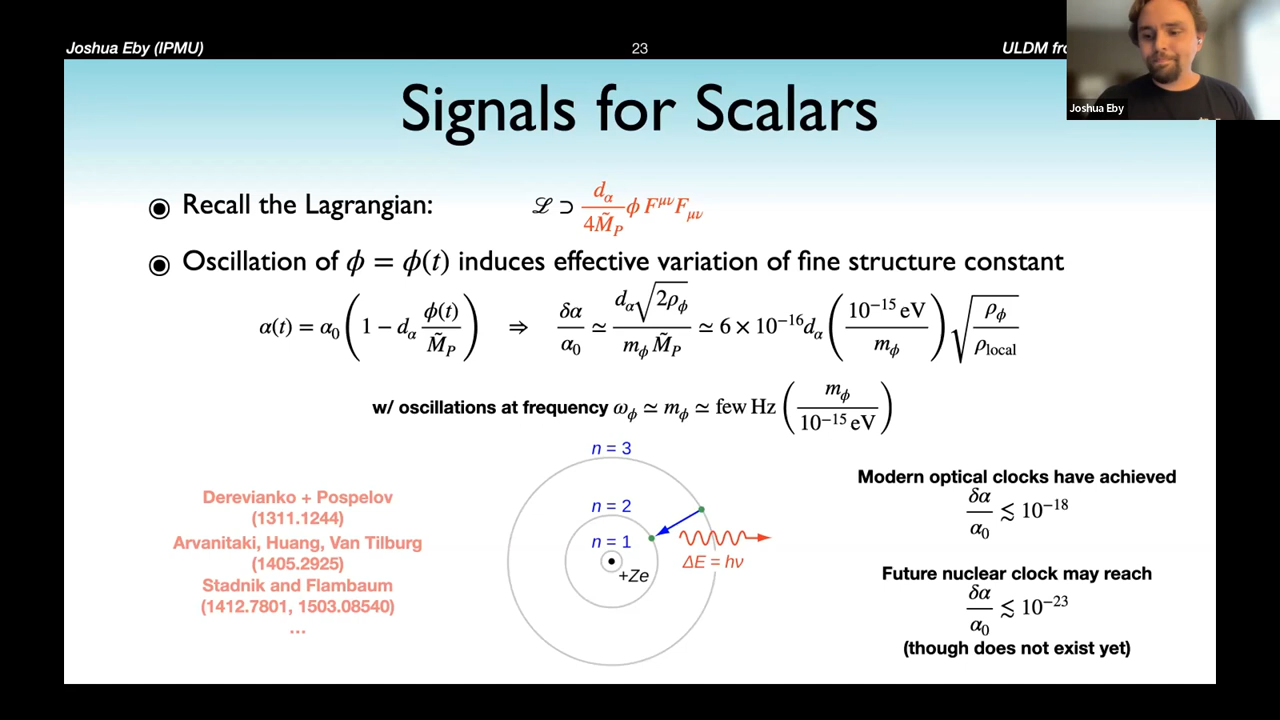 Joshua Eby (IPMU)
23
ULDM
Joshua Eby
Signals for Scalars
◉ Recall the Lagrangian: ℒ ⊃ d_α / (4M̃_P) ϕ F^{μν}F_{μν}
◉ Oscillation of ϕ = ϕ(t) induces effective variation of fine structure constant
α(t) = α₀ (1 − d_α ϕ(t)/M̃_P) ⇒ δα/α₀ ≃ d_α√(2ρ_ϕ) / (m_ϕ M̃_P) ≃ 6 × 10⁻¹⁶ d_α (10⁻¹⁵ eV / m_ϕ) √(ρ_ϕ / ρ_local)
w/ oscillations at frequency ω_ϕ ≃ m_ϕ ≃ few Hz (m_ϕ / 10⁻¹⁵ eV)
Derevianko + Pospelov
(1311.1244)
Arvanitaki, Huang, Van Tilburg
(1405.2925)
Stadnik and Flambaum
(1412.7801, 1503.08540)
...
n = 3
n = 2
n = 1
+Ze
ΔE = hν
Modern optical clocks have achieved
δα/α₀ ≲ 10⁻¹⁸
Future nuclear clock may reach
δα/α₀ ≲ 10⁻²³
(though does not exist yet)